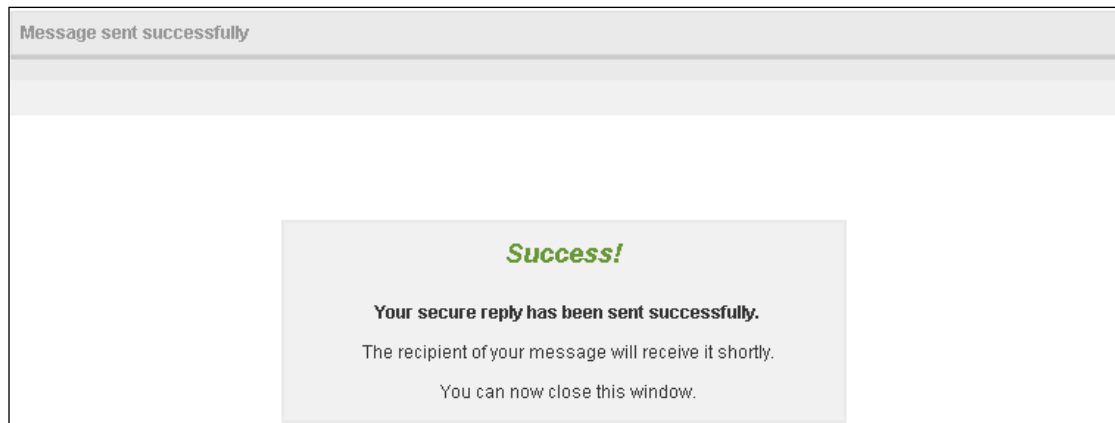 Message sent successfully
Success!
Your secure reply has been sent successfully.
The recipient of your message will receive it shortly.
You can now close this window.